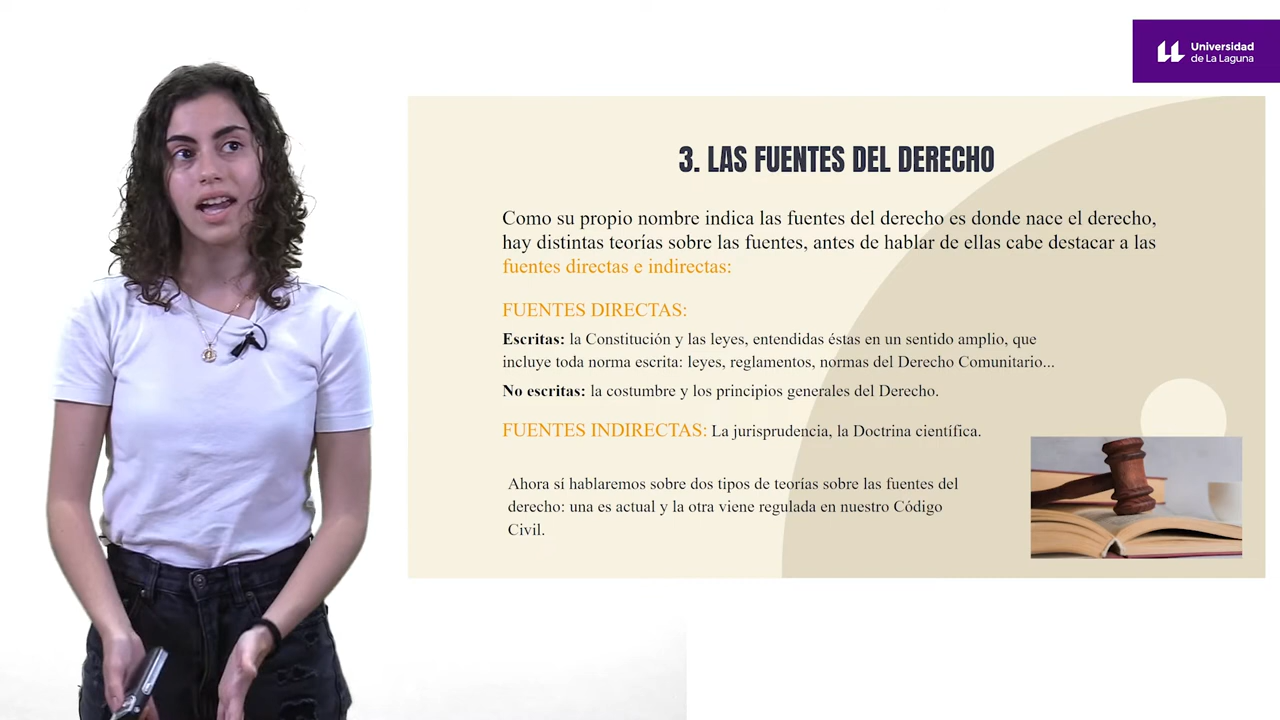 Universidad
de La Laguna
3. LAS FUENTES DEL DERECHO
Como su propio nombre indica las fuentes del derecho es donde nace el derecho,
hay distintas teorías sobre las fuentes, antes de hablar de ellas cabe destacar a las
fuentes directas e indirectas:
FUENTES DIRECTAS:
Escritas: la Constitución y las leyes, entendidas éstas en un sentido amplio, que
incluye toda norma escrita: leyes, reglamentos, normas del Derecho Comunitario...
No escritas: la costumbre y los principios generales del Derecho.
FUENTES INDIRECTAS: La jurisprudencia, la Doctrina científica.
Ahora sí hablaremos sobre dos tipos de teorías sobre las fuentes del
derecho: una es actual y la otra viene regulada en nuestro Código
Civil.